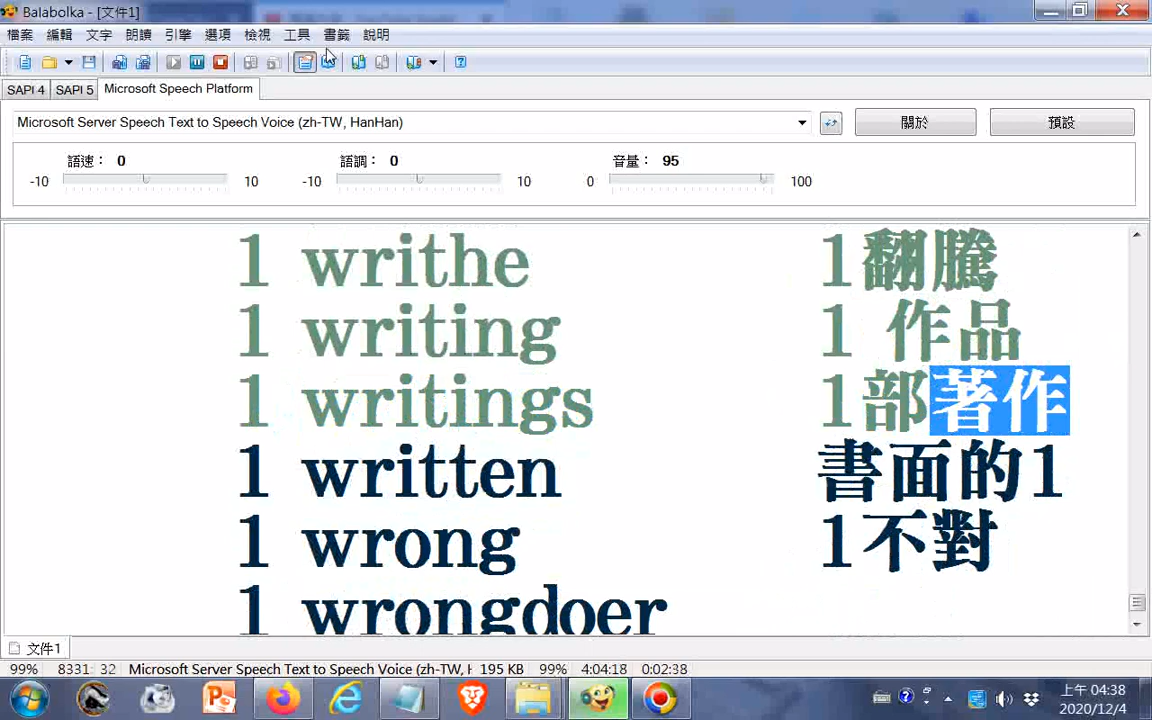 Balabolka - [文件1]
檔案 編輯 文字 朗讀 引擎 選項 檢視 工具 書籤 說明
SAPI 4 SAPI 5 Microsoft Speech Platform
Microsoft Server Speech Text to Speech Voice (zh-TW, HanHan) 關於 預設
語速： 0 語調： 0 音量： 95
-10 10 -10 10 0 100
1 writhe 1翻騰
1 writing 1 作品
1 writings 1部著作
1 written 書面的1
1 wrong 1不對
1 wrongdoer
文件1
99% 8331: 32 Microsoft Server Speech Text to Speech Voice (zh-TW, H 195 KB 99% 4:04:18 0:02:38
上午 04:38
2020/12/4